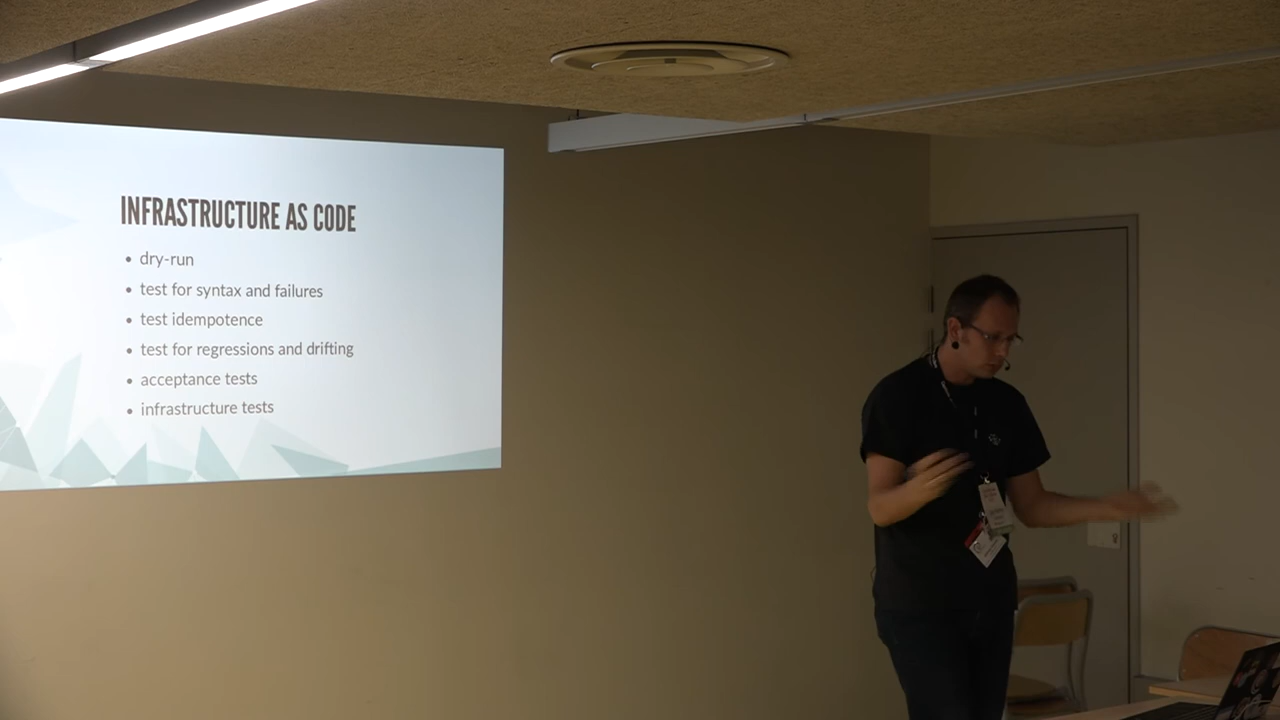 INFRASTRUCTURE AS CODE
dry-run
test for syntax and failures
test idempotence
test for regressions and drifting
acceptance tests
infrastructure tests